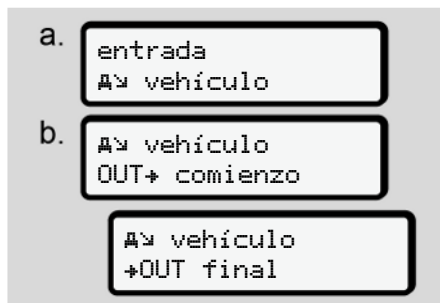 a.
entrada
vehículo
b.
vehículo
OUT→ comienzo
vehículo
→OUT final